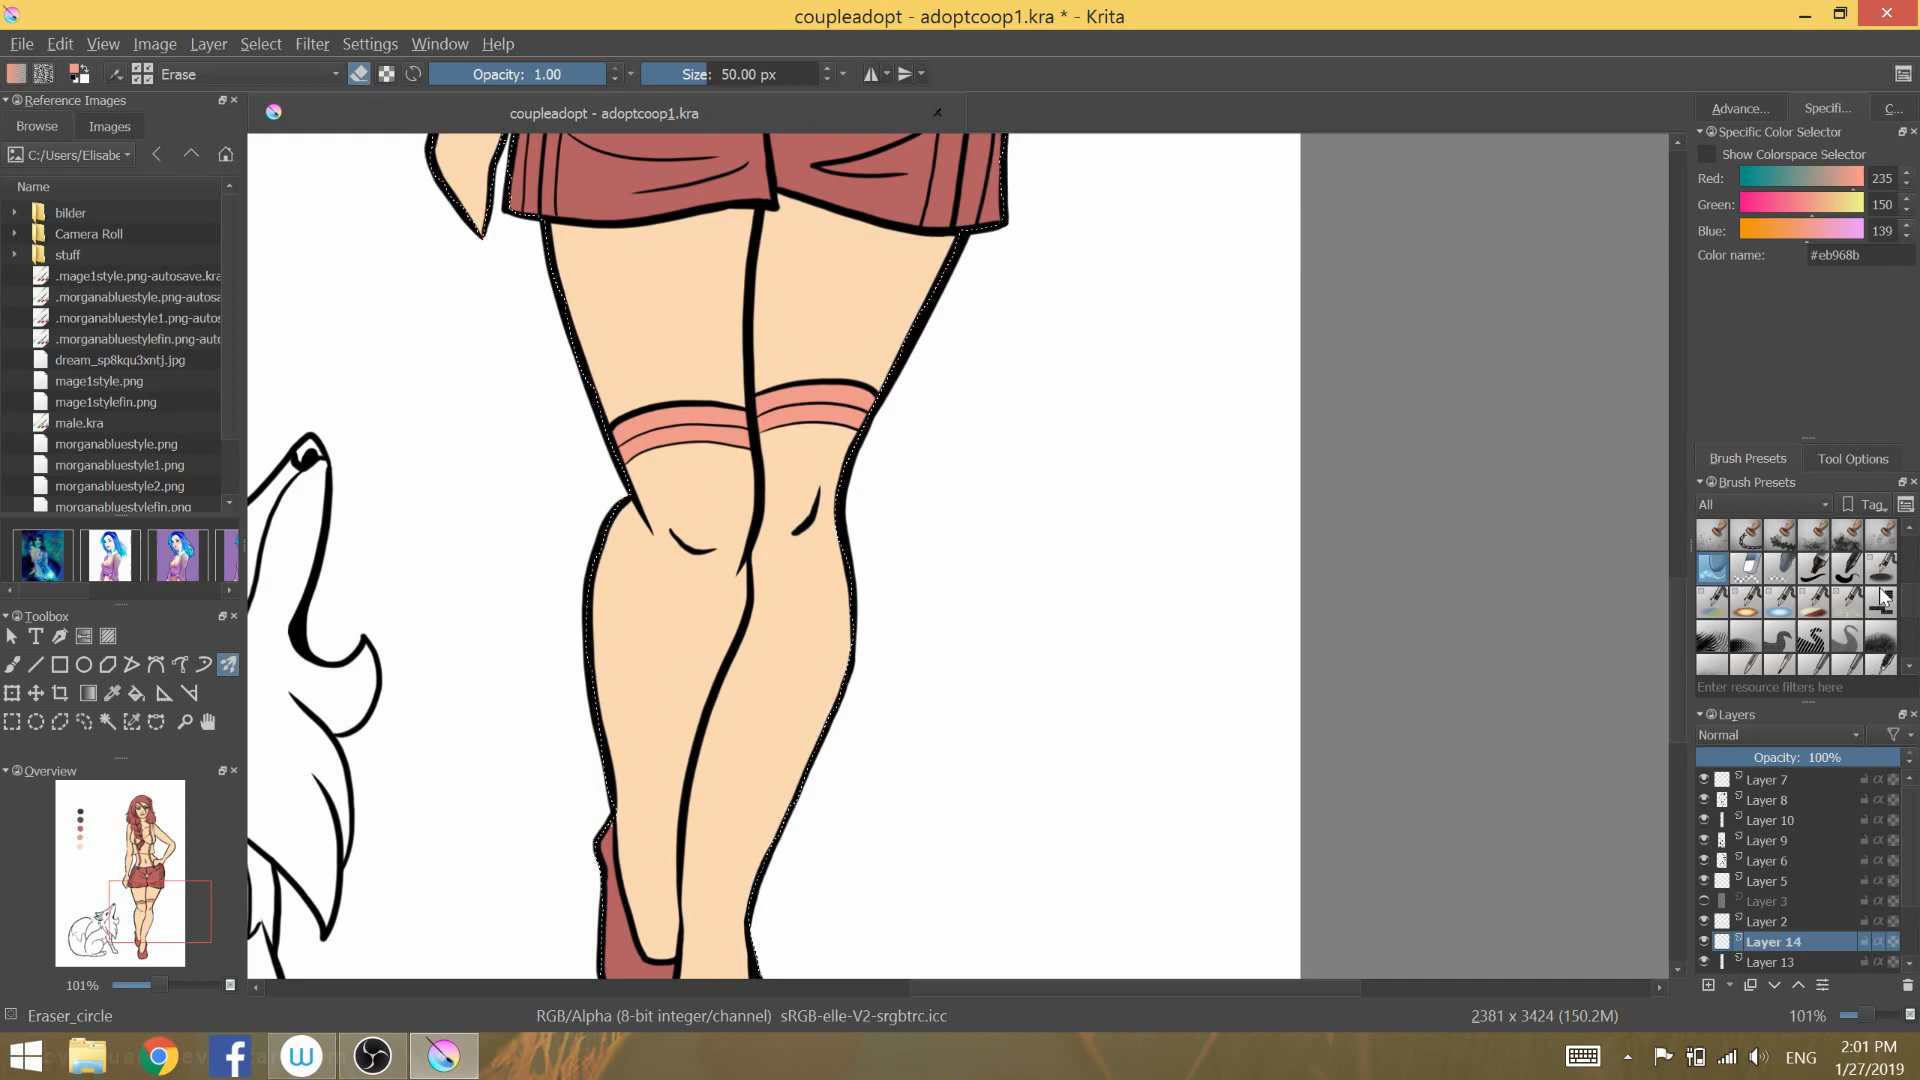 coupleadopt - adoptcoop1.kra * - Krita
File Edit View Image Layer Select Filter Settings Window Help
Erase
Opacity: 1.00
Size: 50.00 px
Reference Images
Browse Images
C:/Users/Elisabe
Name
bilder
Camera Roll
stuff
.mage1style.png-autosave.kra
.morganabluestyle.png-autosa
.morganabluestyle1.png-autos
.morganabluestylefin.png-auto
dream_sp8kqu3xntj.jpg
mage1style.png
mage1stylefin.png
male.kra
morganabluestyle.png
morganabluestyle1.png
morganabluestyle2.png
morganabluestylefin.png
Toolbox
Overview
101%
coupleadopt - adoptcoop1.kra
Advance... Specifi... C...
Specific Color Selector
Show Colorspace Selector
Red: 235
Green: 150
Blue: 139
Color name: #eb968b
Brush Presets Tool Options
Brush Presets
All
Tag
Enter resource filters here
Layers
Normal
Opacity: 100%
Layer 7
Layer 8
Layer 10
Layer 9
Layer 6
Layer 5
Layer 3
Layer 2
Layer 14
Layer 13
Eraser_circle
RGB/Alpha (8-bit integer/channel) sRGB-elle-V2-srgbtrc.icc
2381 x 3424 (150.2M)
101%
ENG
2:01 PM
1/27/2019